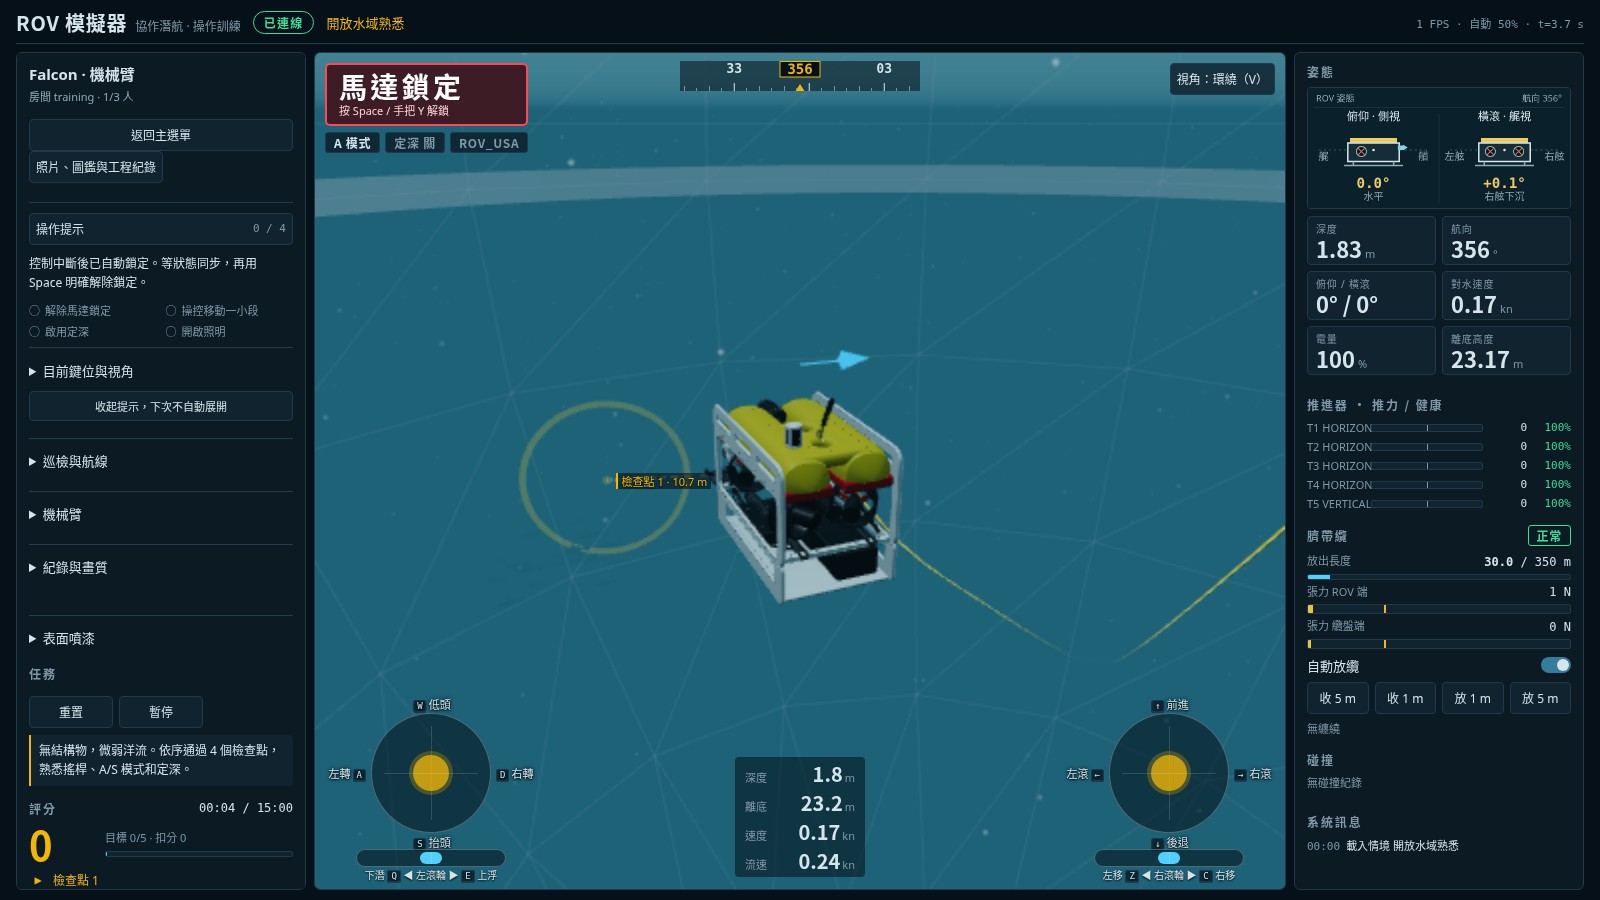 ROV 模擬器 協作潛航 · 操作訓練 已連線 開放水域熟悉
1 FPS · 自動 50% · t=3.7 s
Falcon · 機械臂
房間 training · 1/3 人
返回主選單
照片、圖鑑與工程紀錄
操作提示 0 / 4
控制中斷後已自動鎖定。等狀態同步，再用
Space 明確解除鎖定。
解除馬達鎖定 操控移動一小段
啟用定深 開啟照明
目前鍵位與視角
收起提示，下次不自動展開
巡檢與航線
機械臂
紀錄與畫質
表面噴漆
任務
重置 暫停
無結構物，微弱洋流。依序通過 4 個檢查點，
熟悉搖桿、A/S 模式和定深。
評分 00:04 / 15:00
0 目標 0/5 · 扣分 0
► 檢查點 1
馬達鎖定
按 Space / 手把 Y 解鎖
A 模式 定深 關 ROV_USA
33 356 03
視角：環繞（V）
檢查點 1 · 10.7 m
W 低頭
左轉 A D 右轉
S 抬頭
下潛 Q ◀ 左滾輪 ▶ E 上浮
深度 1.8 m
離底 23.2 m
速度 0.17 kn
流速 0.24 kn
↑ 前進
左滾 ← → 右滾
↓ 後退
左移 Z ◀ 右滾輪 ▶ C 右移
姿態
ROV 姿態 航向 356°
俯仰 · 側視 橫滾 · 艉視
艉 艏 左舷 右舷
0.0° +0.1°
水平 右舷下沉
深度 航向
1.83 m 356 °
俯仰 / 橫滾 對水速度
0° / 0° 0.17 kn
電量 離底高度
100 % 23.17 m
推進器 · 推力 / 健康
T1 HORIZON 0 100%
T2 HORIZON 0 100%
T3 HORIZON 0 100%
T4 HORIZON 0 100%
T5 VERTICAL 0 100%
臍帶纜 正常
放出長度 30.0 / 350 m
張力 ROV 端 1 N
張力 纜盤端 0 N
自動放纜
收 5 m 收 1 m 放 1 m 放 5 m
無纏繞
碰撞
無碰撞紀錄
系統訊息
00:00 載入情境 開放水域熟悉